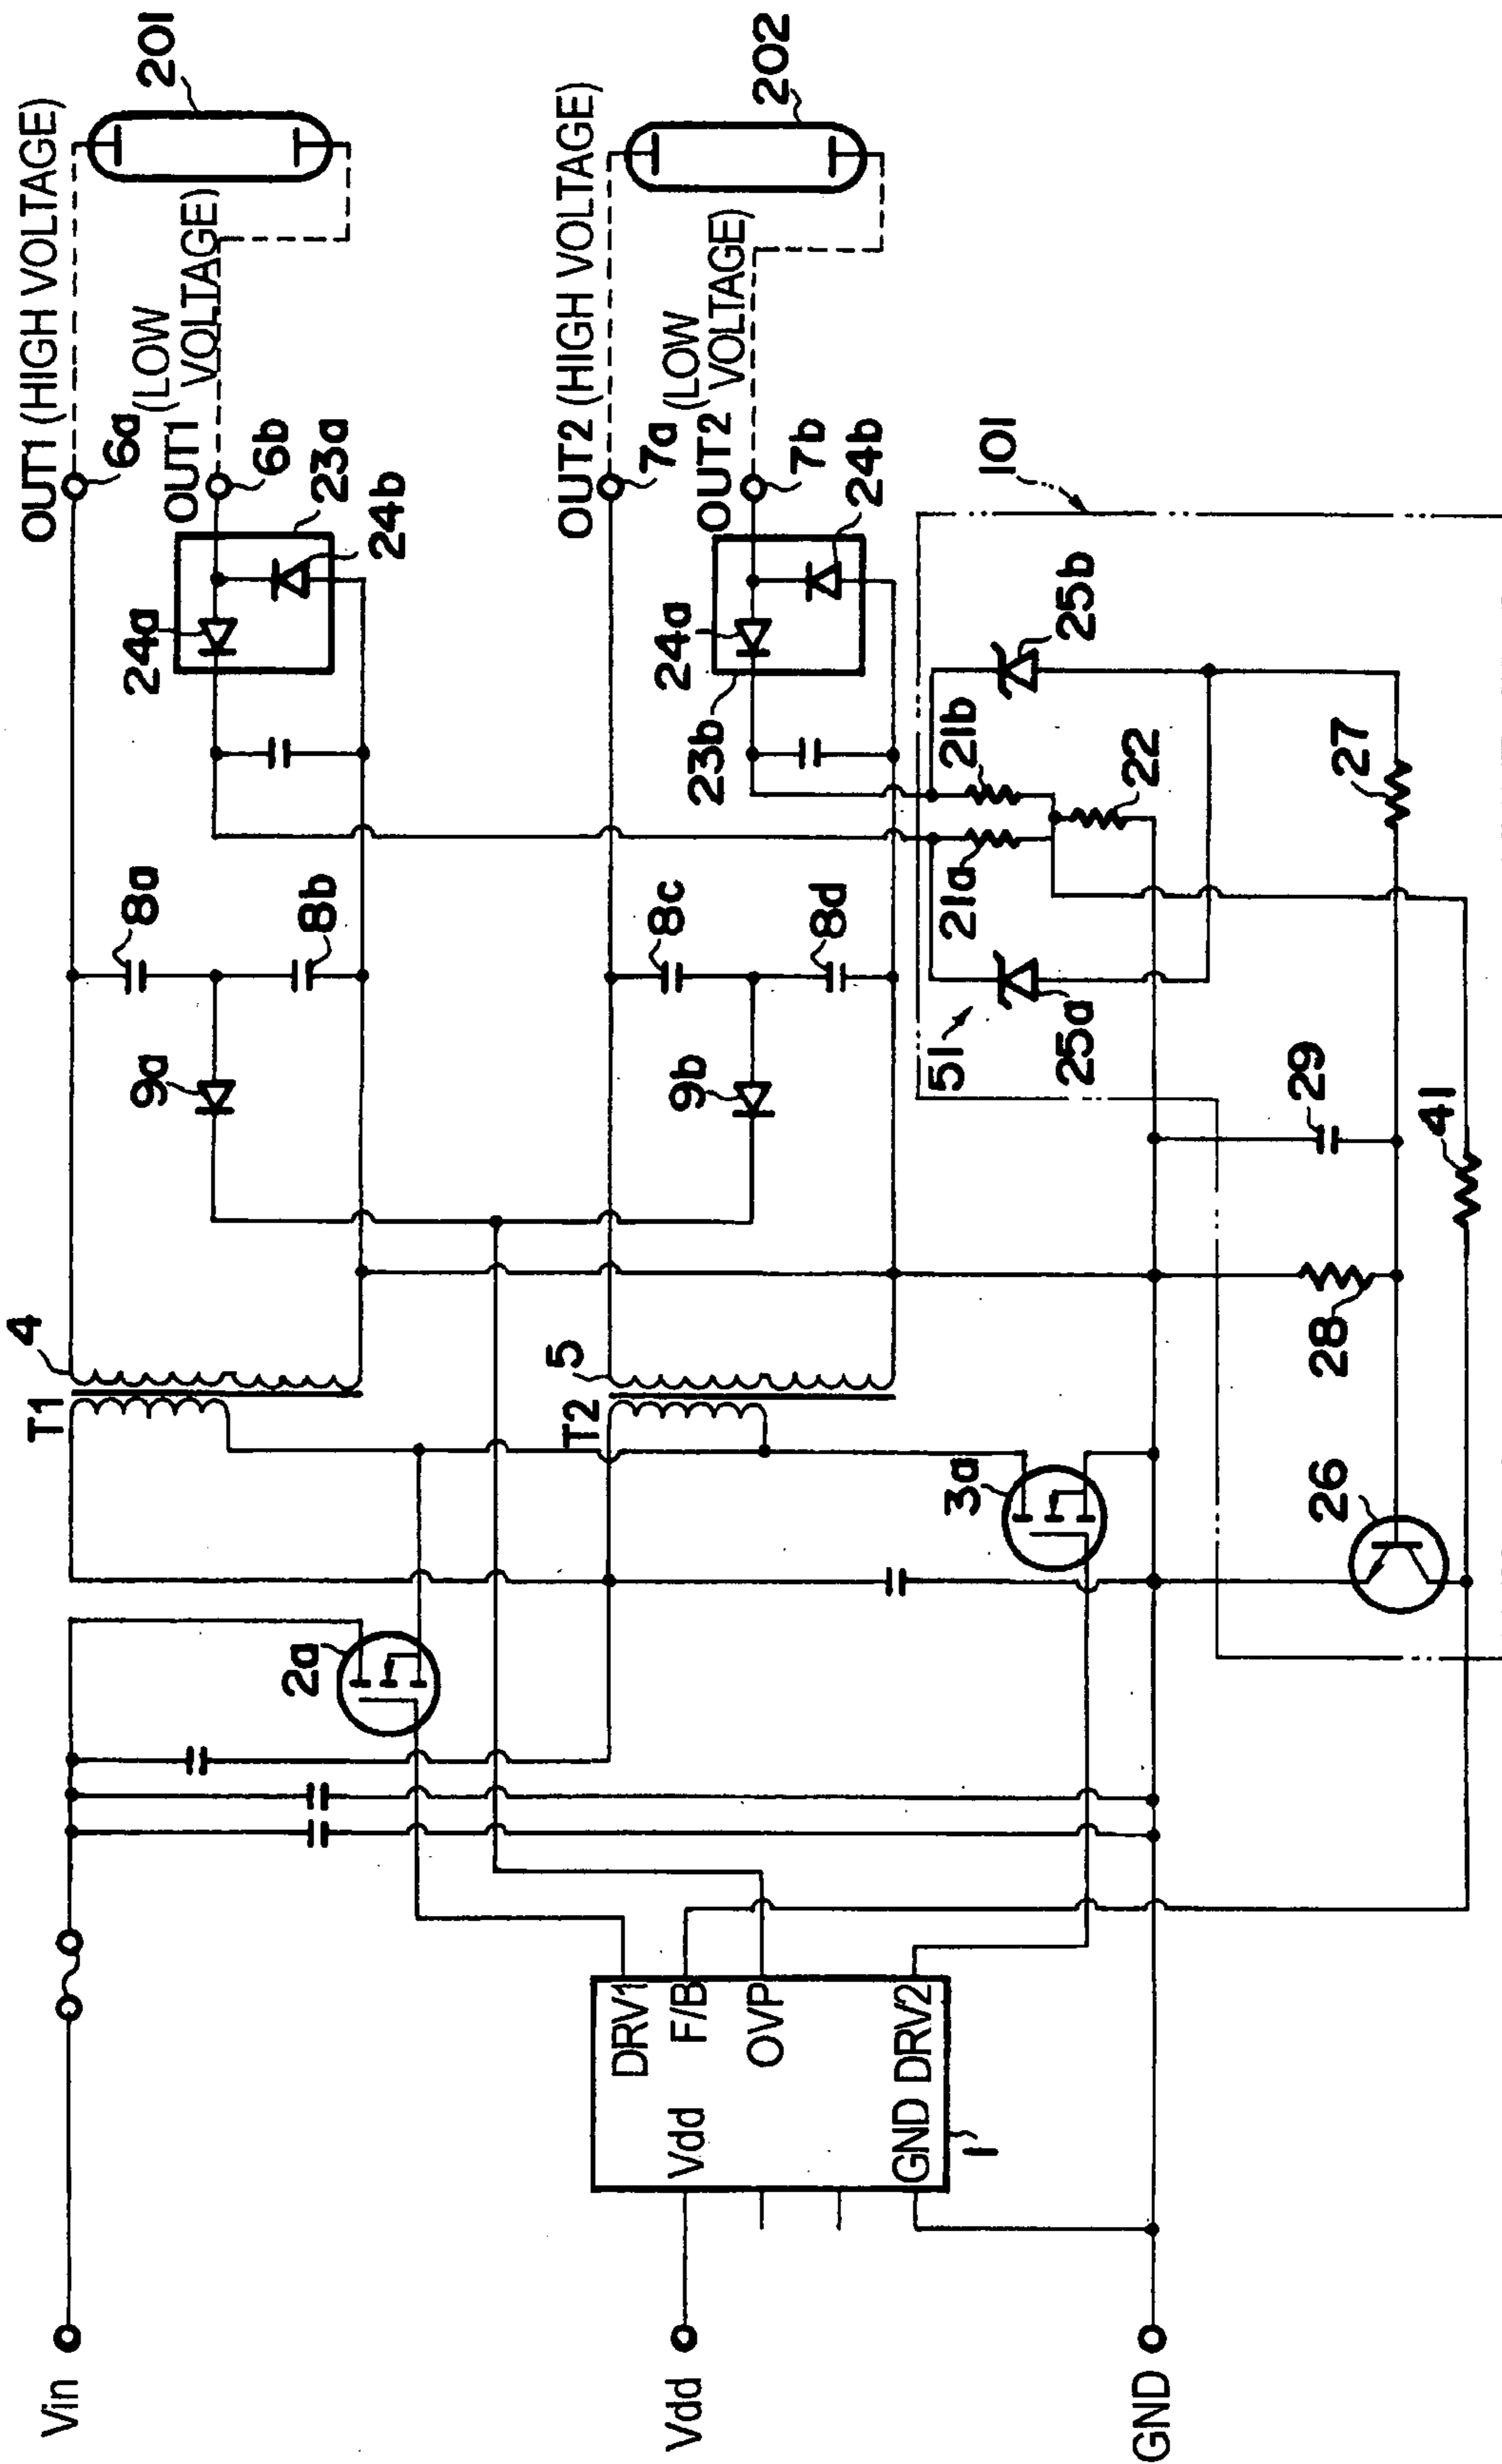 Vin
Vdd
GND
DRV1
F/B
OVP
Vdd
GND DRV2
1
2a
3a
T1
4
T2
5
8a
8b
9a
8c
8d
9b
24a
24b
23a
24a
24b
23b
OUT1 (HIGH VOLTAGE)
6a
OUT1
(LOW
VOLTAGE)
6b
201
OUT2 (HIGH VOLTAGE)
7a
OUT2
(LOW
VOLTAGE)
7b
202
101
51
25a
25b
21a
21b
22
26
27
28
29
41